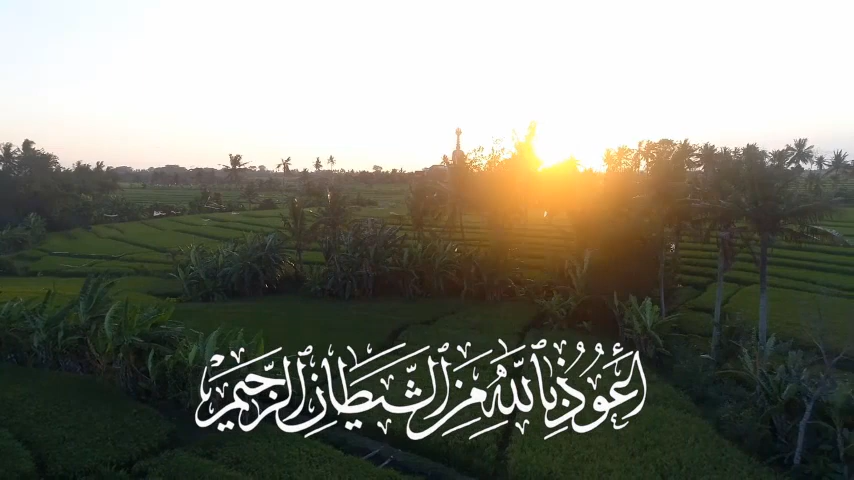 أَعُوذُ بِاللَّهِ مِنَ الشَّيْطَانِ الرَّجِيمِ